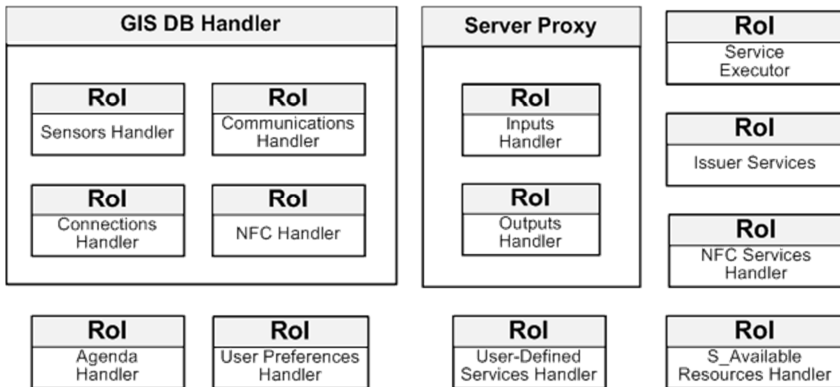 GIS DB Handler
RoI
Sensors Handler
RoI
Communications
Handler
RoI
Connections
Handler
RoI
NFC Handler
Server Proxy
RoI
Inputs
Handler
RoI
Outputs
Handler
RoI
Service
Executor
RoI
Issuer Services
RoI
NFC Services
Handler
RoI
Agenda
Handler
RoI
User Preferences
Handler
RoI
User-Defined
Services Handler
RoI
S_Available
Resources Handler